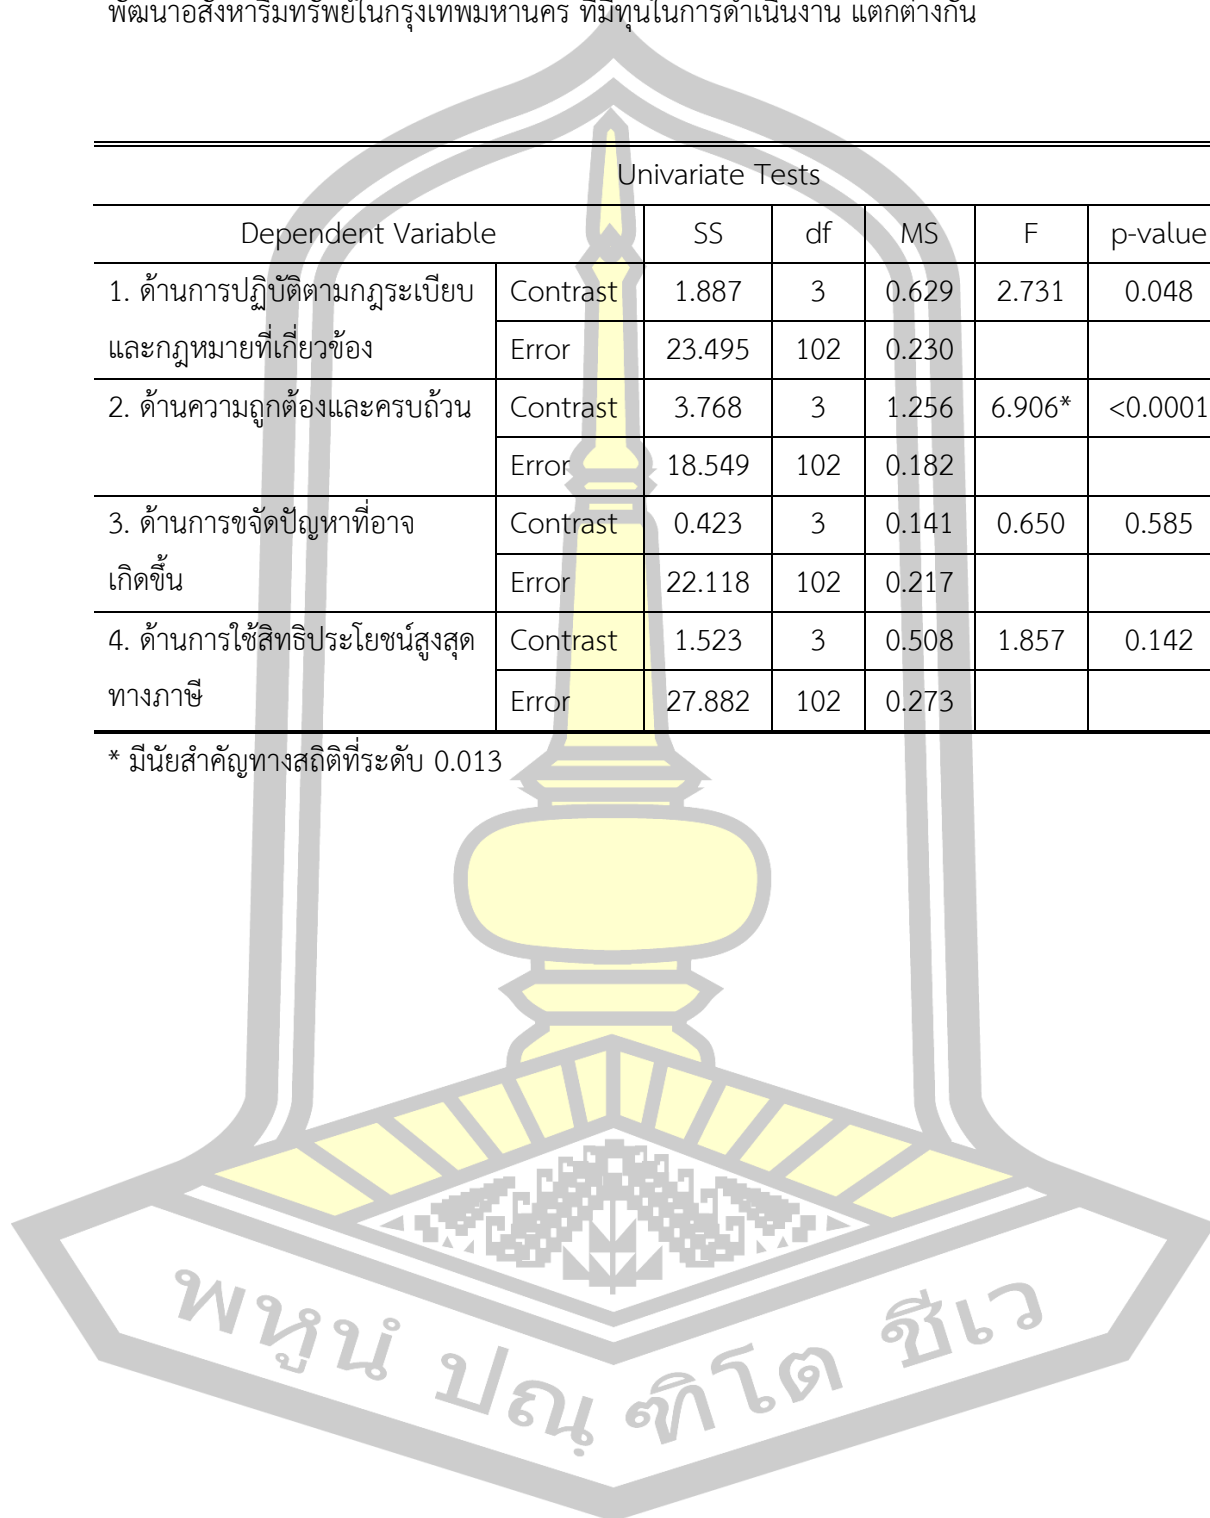 พัฒนาอสังหาริมทรัพย์ในกรุงเทพมหานคร ที่มีทุนในการดำเนินงาน แตกต่างกัน
Univariate Tests
Dependent Variable SS df MS F p-value
1. ด้านการปฏิบัติตามกฎระเบียบ Contrast 1.887 3 0.629 2.731 0.048
และกฎหมายที่เกี่ยวข้อง Error 23.495 102 0.230
2. ด้านความถูกต้องและครบถ้วน Contrast 3.768 3 1.256 6.906* <0.0001
Error 18.549 102 0.182
3. ด้านการขจัดปัญหาที่อาจ Contrast 0.423 3 0.141 0.650 0.585
เกิดขึ้น Error 22.118 102 0.217
4. ด้านการใช้สิทธิประโยชน์สูงสุด Contrast 1.523 3 0.508 1.857 0.142
ทางภาษี Error 27.882 102 0.273
* มีนัยสำคัญทางสถิติที่ระดับ 0.013
พหูนํ ปณฺฑิโต ชีเว